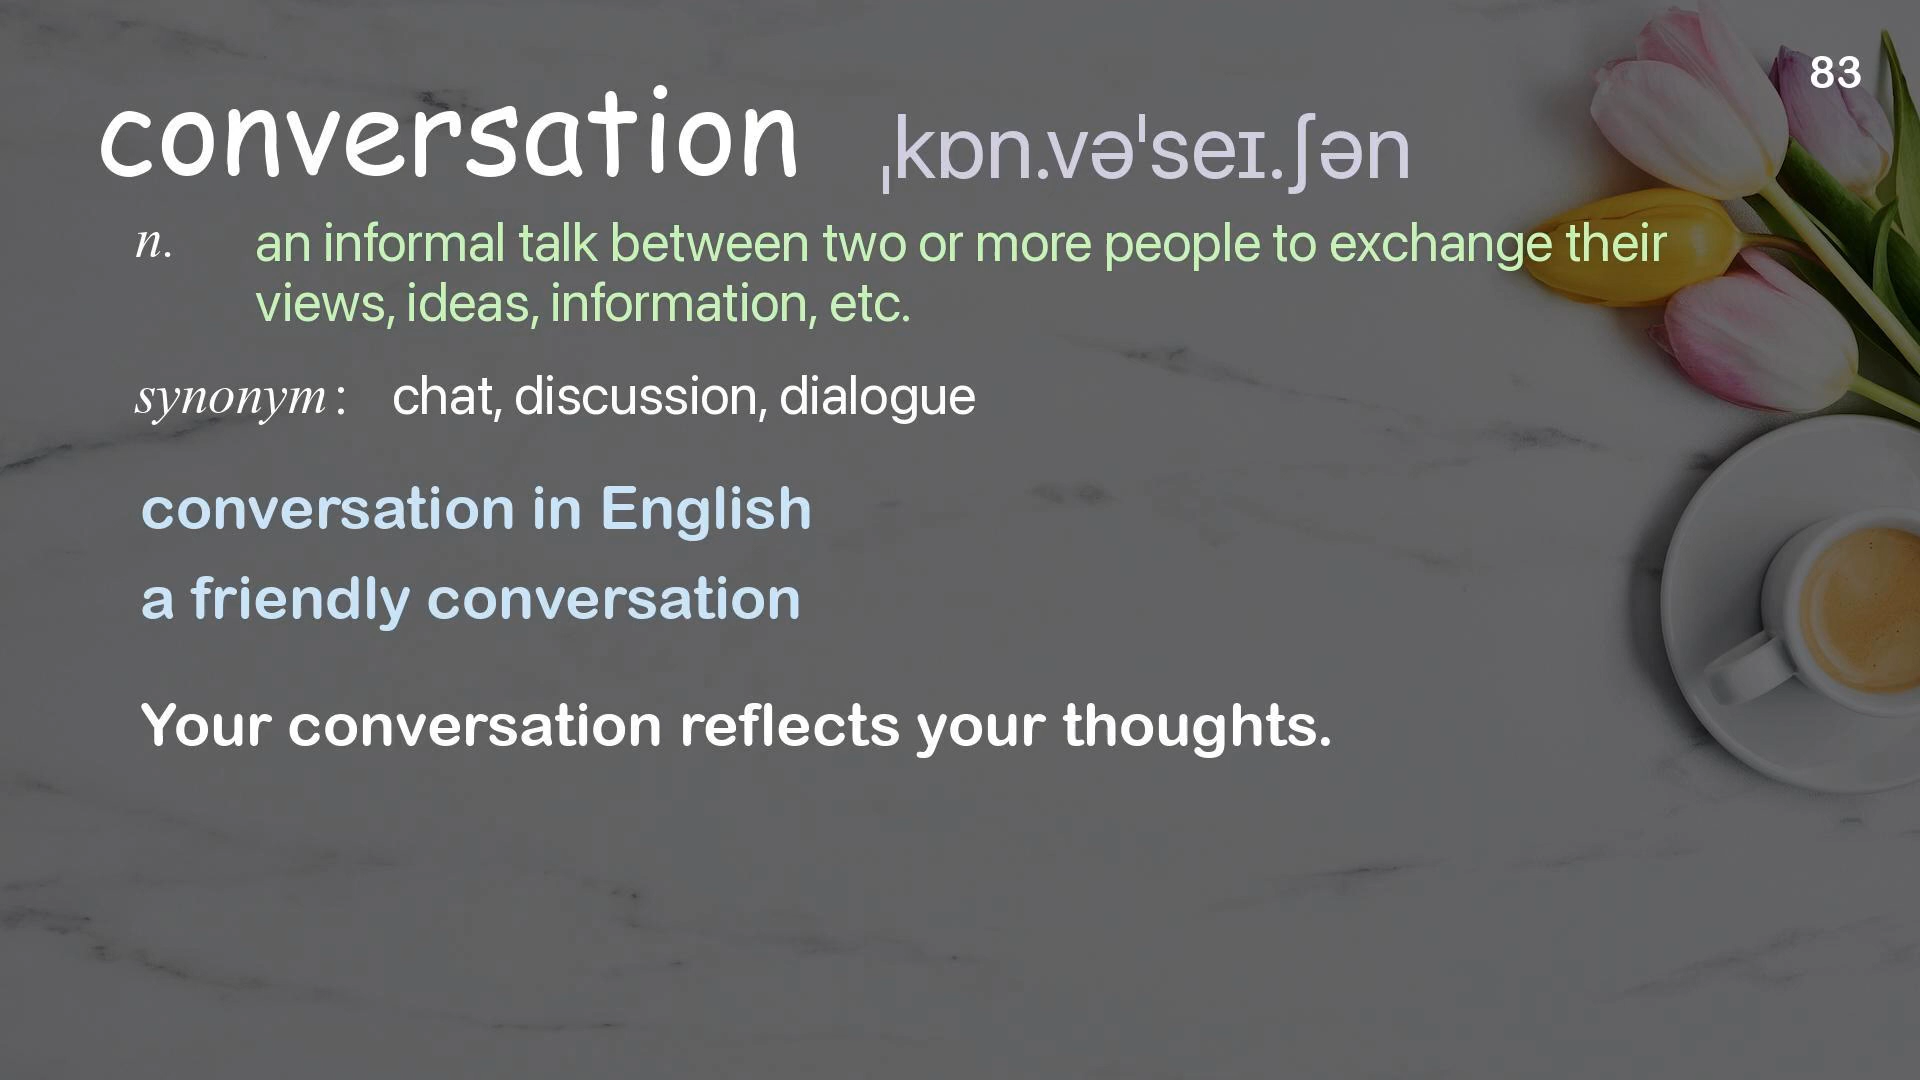 83
conversation ˌkɒn.vəˈseɪ.ʃən
n. an informal talk between two or more people to exchange their
views, ideas, information, etc.
synonym: chat, discussion, dialogue
conversation in English
a friendly conversation
Your conversation reflects your thoughts.